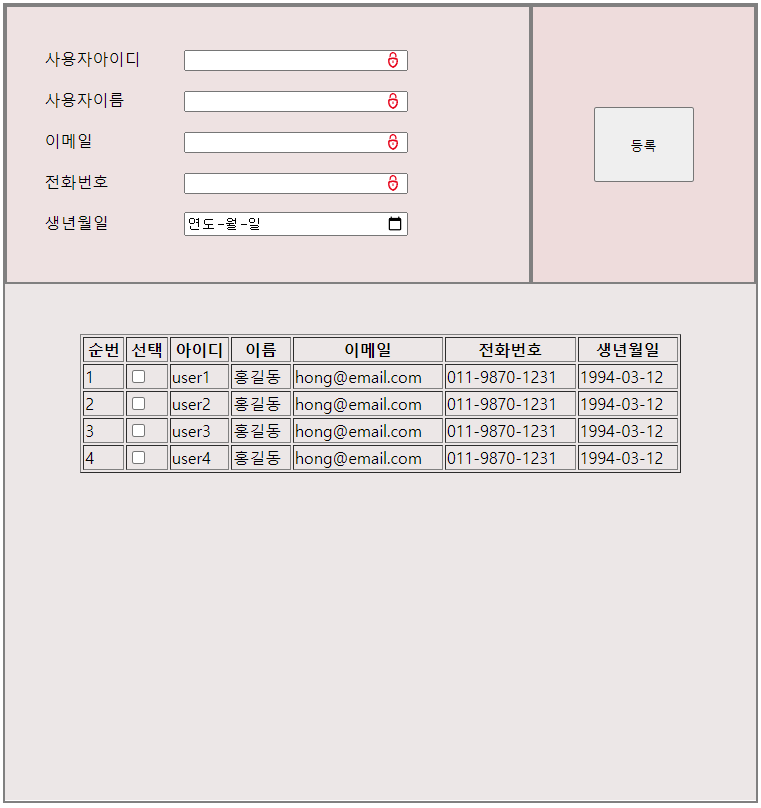 사용자아이디
사용자이름
이메일
전화번호
생년월일 연도-월-일
등록
순번 선택 아이디 이름 이메일 전화번호 생년월일
1 user1 홍길동 hong@email.com 011-9870-1231 1994-03-12
2 user2 홍길동 hong@email.com 011-9870-1231 1994-03-12
3 user3 홍길동 hong@email.com 011-9870-1231 1994-03-12
4 user4 홍길동 hong@email.com 011-9870-1231 1994-03-12